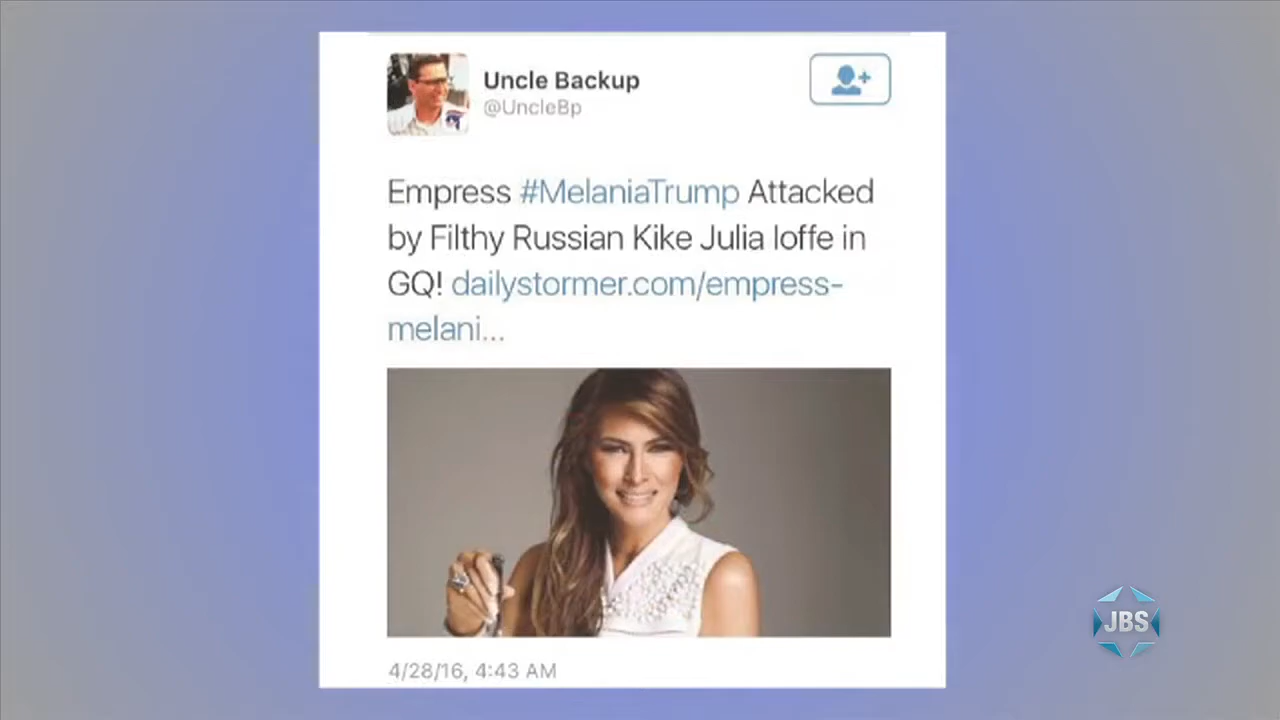 Uncle Backup
@UncleBp
Empress #MelaniaTrump Attacked
by Filthy Russian Kike Julia Ioffe in
GQ! dailystormer.com/empress-
melani...
4/28/16, 4:43 AM
JBS